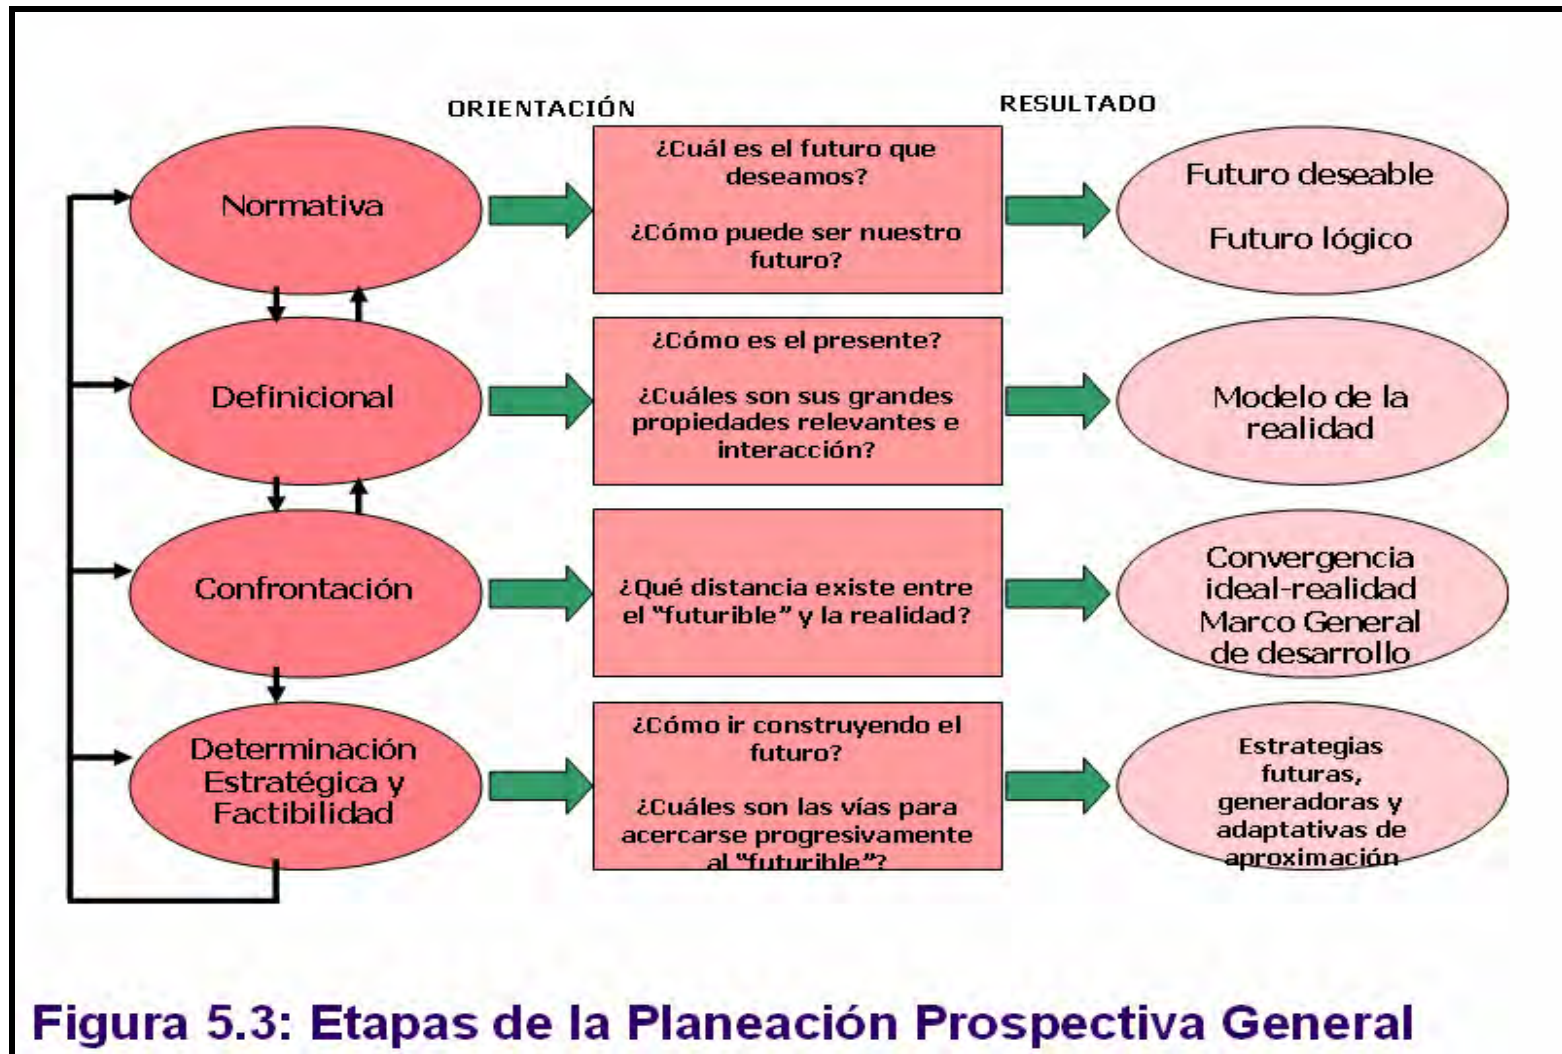 ORIENTACIÓN
RESULTADO
Normativa
¿Cuál es el futuro que
deseamos?
¿Cómo puede ser nuestro
futuro?
Futuro deseable
Futuro lógico
Definicional
¿Cómo es el presente?
¿Cuáles son sus grandes
propiedades relevantes e
interacción?
Modelo de la
realidad
Confrontación
¿Qué distancia existe entre
el “futurible” y la realidad?
Convergencia
ideal-realidad
Marco General
de desarrollo
Determinación
Estratégica y
Factibilidad
¿Cómo ir construyendo el
futuro?
¿Cuáles son las vías para
acercarse progresivamente
al “futurible”?
Estrategias
futuras,
generadoras y
adaptativas de
aproximación
Figura 5.3: Etapas de la Planeación Prospectiva General